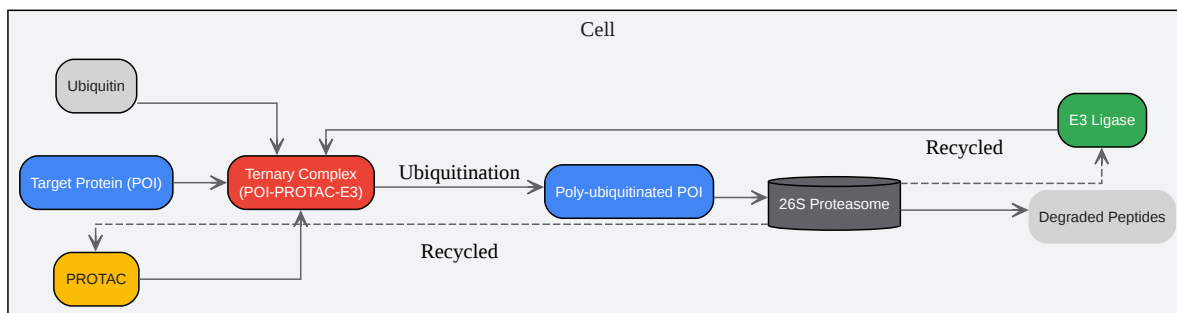 Cell
Ubiquitin
E3 Ligase
Recycled
Target Protein (POI)
Ternary Complex
(POI-PROTAC-E3)
Ubiquitination
Poly-ubiquitinated POI
26S Proteasome
Degraded Peptides
Recycled
PROTAC